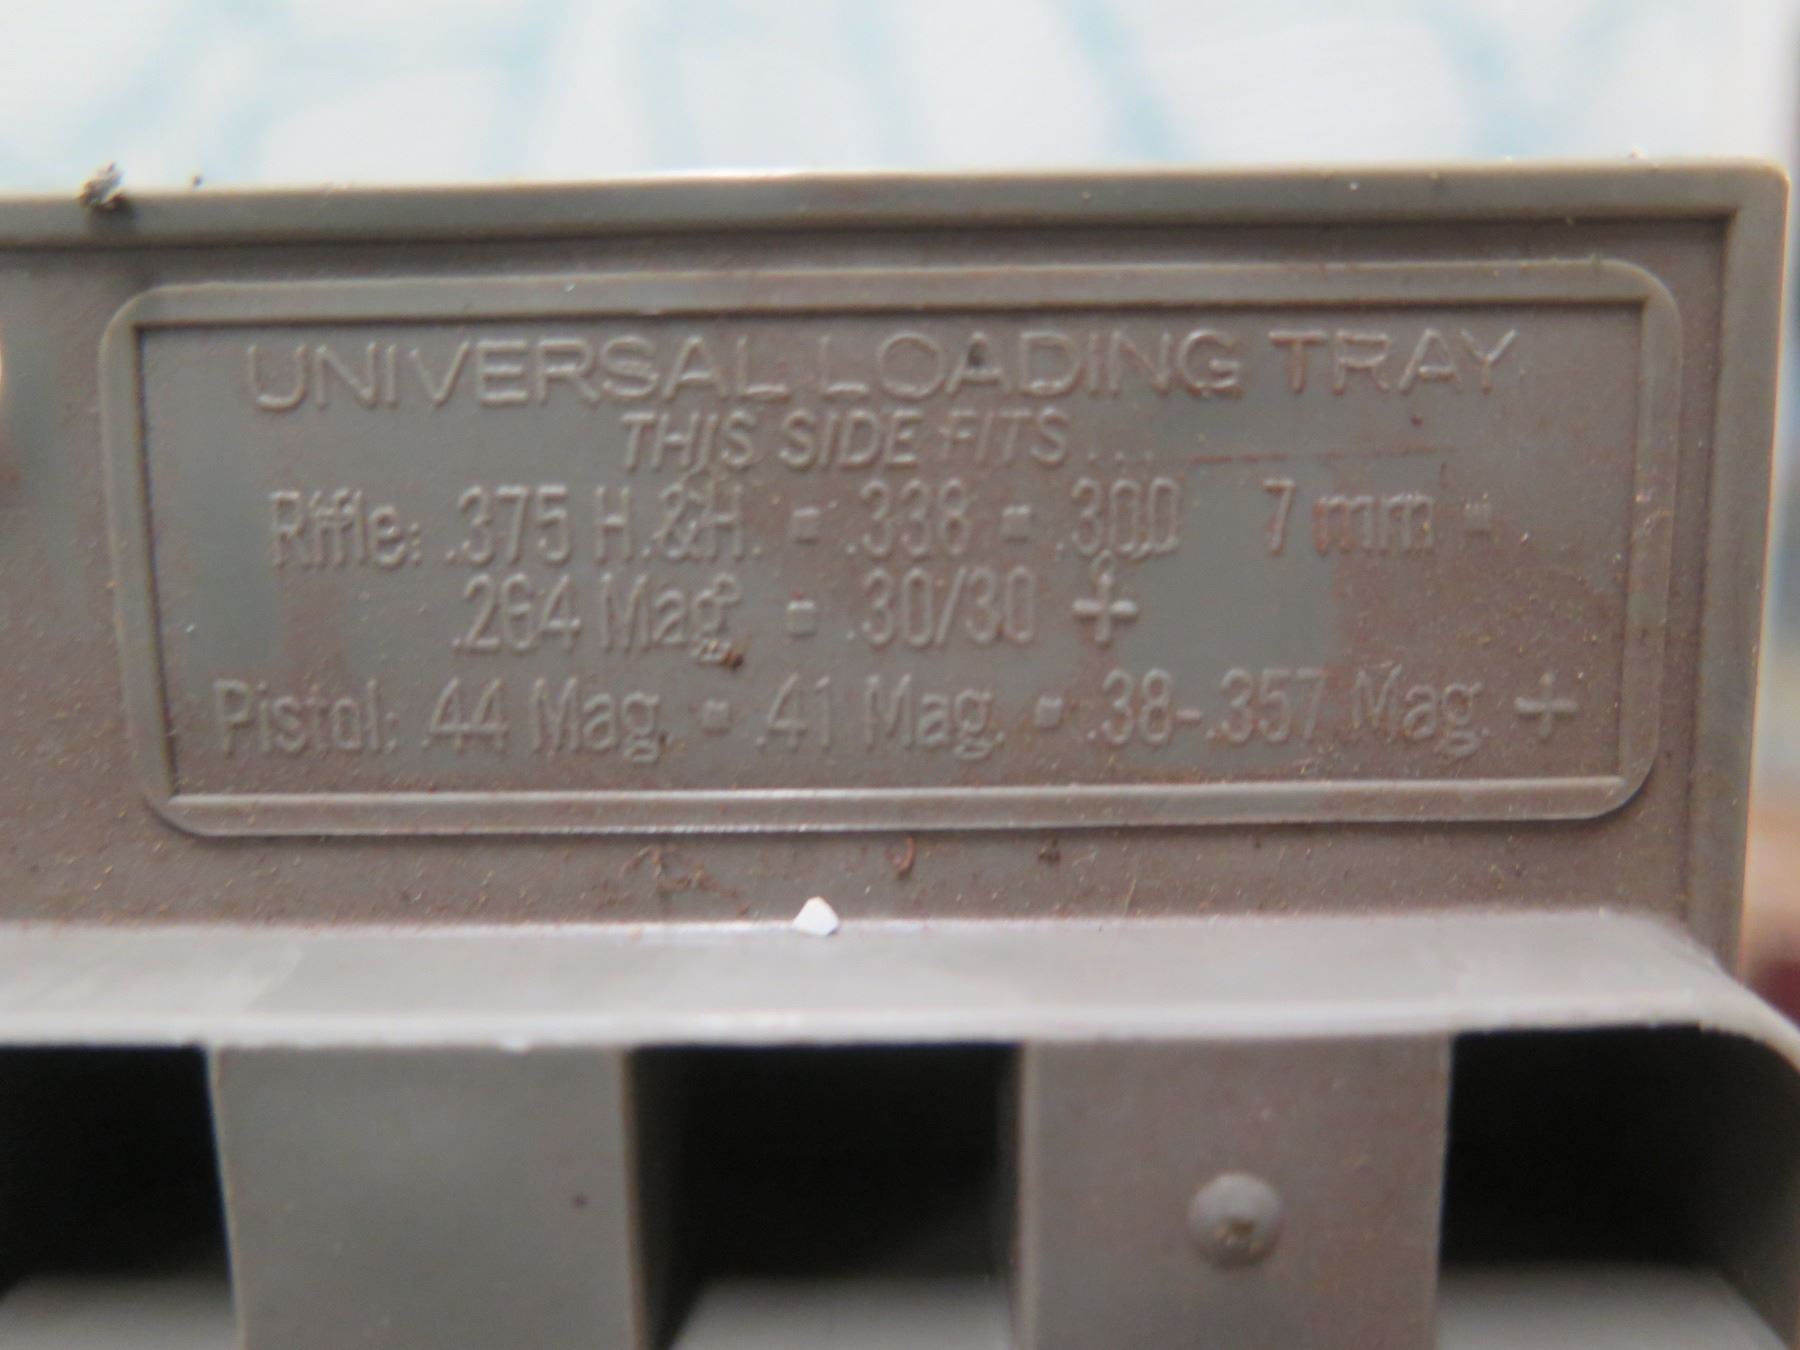 UNIVERSAL LOADING TRAY
THIS SIDE FITS....
Rifle: .375 H.&H. ▪ .338 ▪ .300 7 mm ▪
.264 Mag. ▪ .30/30 +
Pistol: .44 Mag. ▪ .41 Mag. ▪ .38-.357 Mag. +